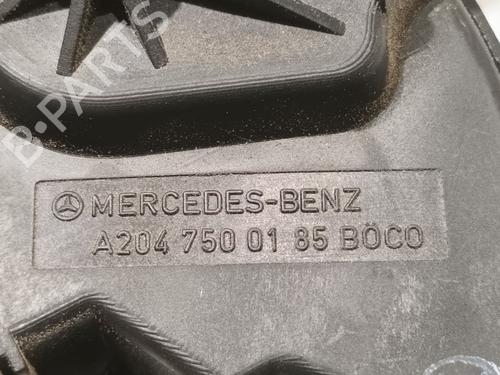 B-PARTS
MERCEDES-BENZ
A204 750 01 85 BÖCO